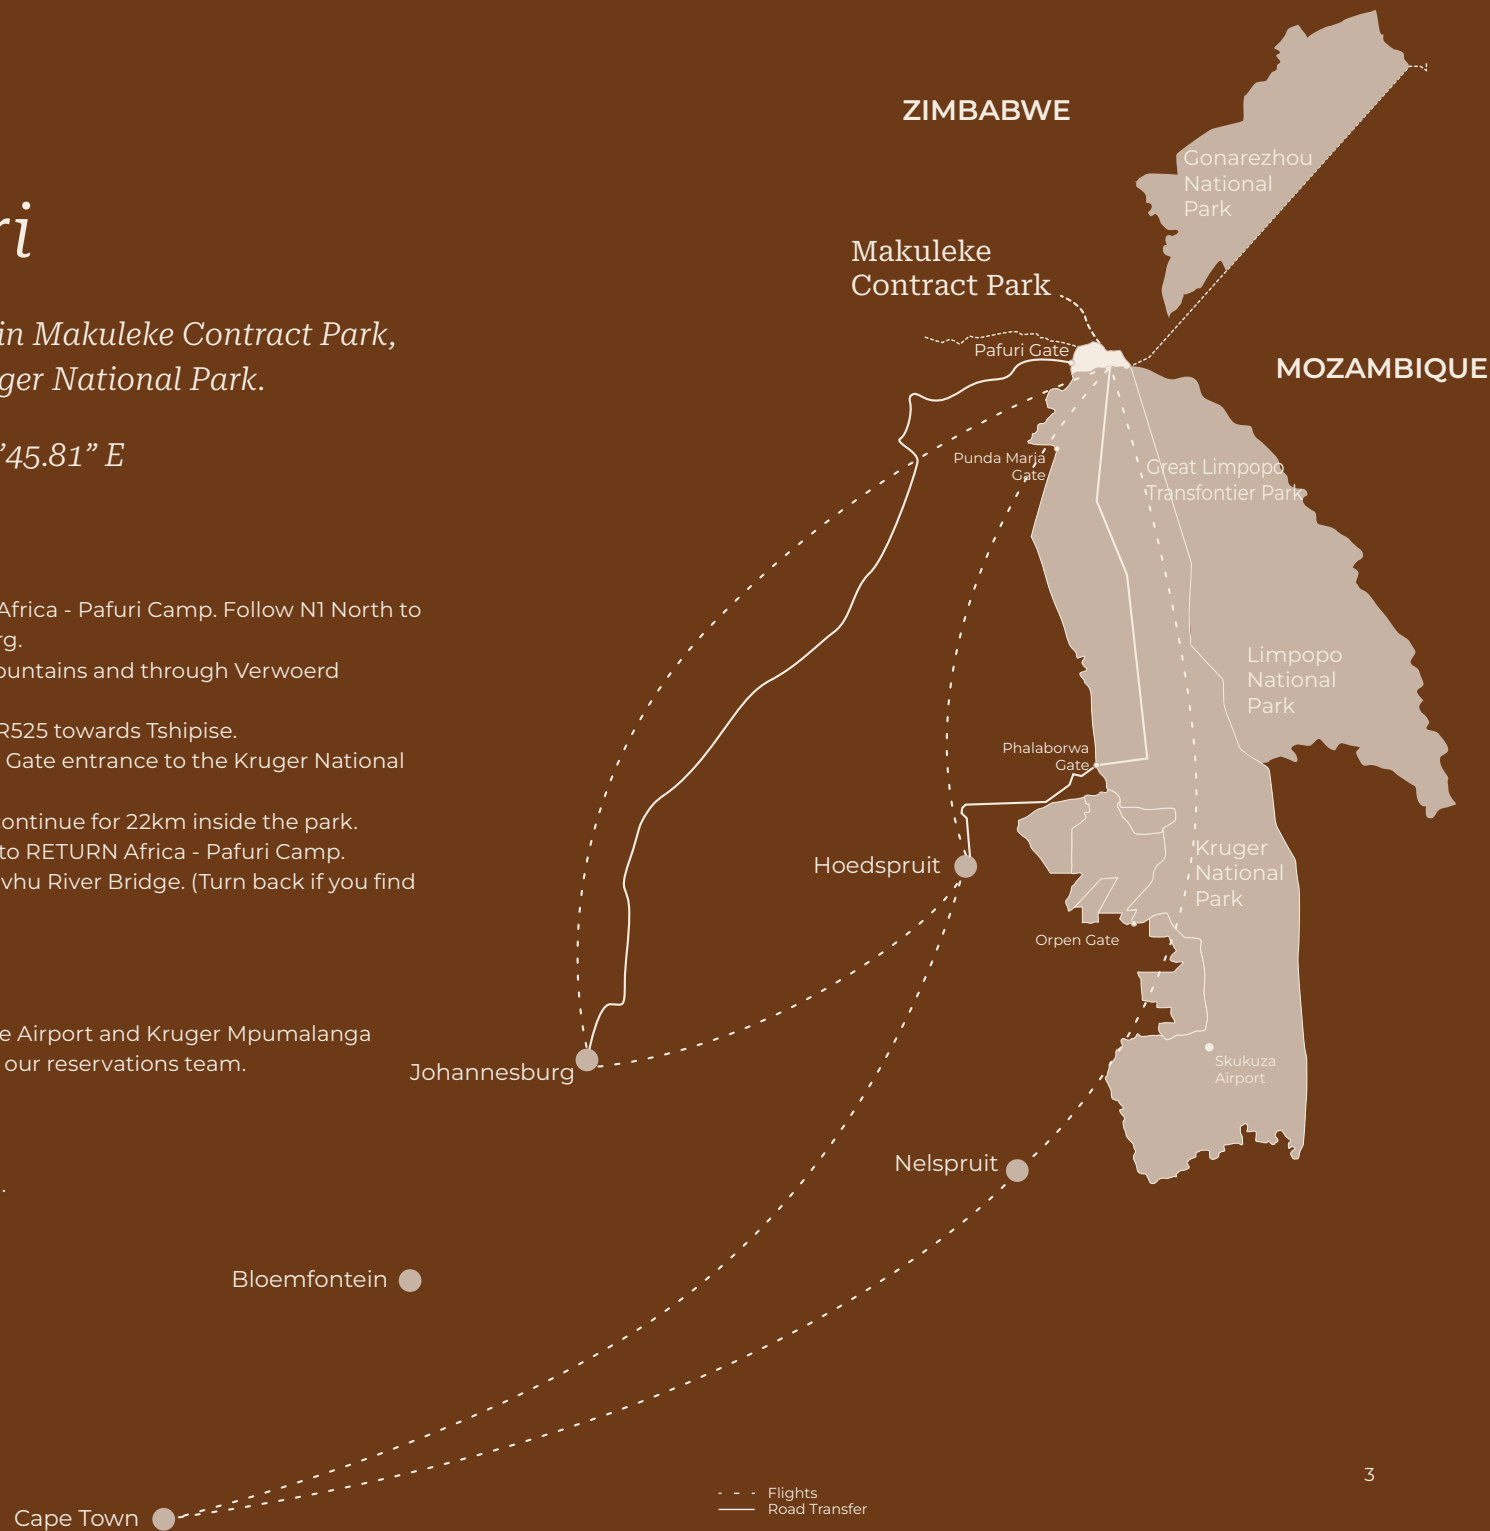 ri
in Makuleke Contract Park,
ger National Park.
’45.81” E
Africa - Pafuri Camp. Follow N1 North to
rg.
ountains and through Verwoerd
R525 towards Tshipise.
Gate entrance to the Kruger National
continue for 22km inside the park.
to RETURN Africa - Pafuri Camp.
vhu River Bridge. (Turn back if you find
e Airport and Kruger Mpumalanga
our reservations team.
.
ZIMBABWE
Gonarezhou
National
Park
Makuleke
Contract Park
Pafuri Gate
MOZAMBIQUE
Punda Marja
Gate
Great Limpopo
Transfontier Park
Limpopo
National
Park
Phalaborwa
Gate
Hoedspruit
Kruger
National
Park
Orpen Gate
Johannesburg
Skukuza
Airport
Nelspruit
Bloemfontein
Cape Town
Flights
Road Transfer
3